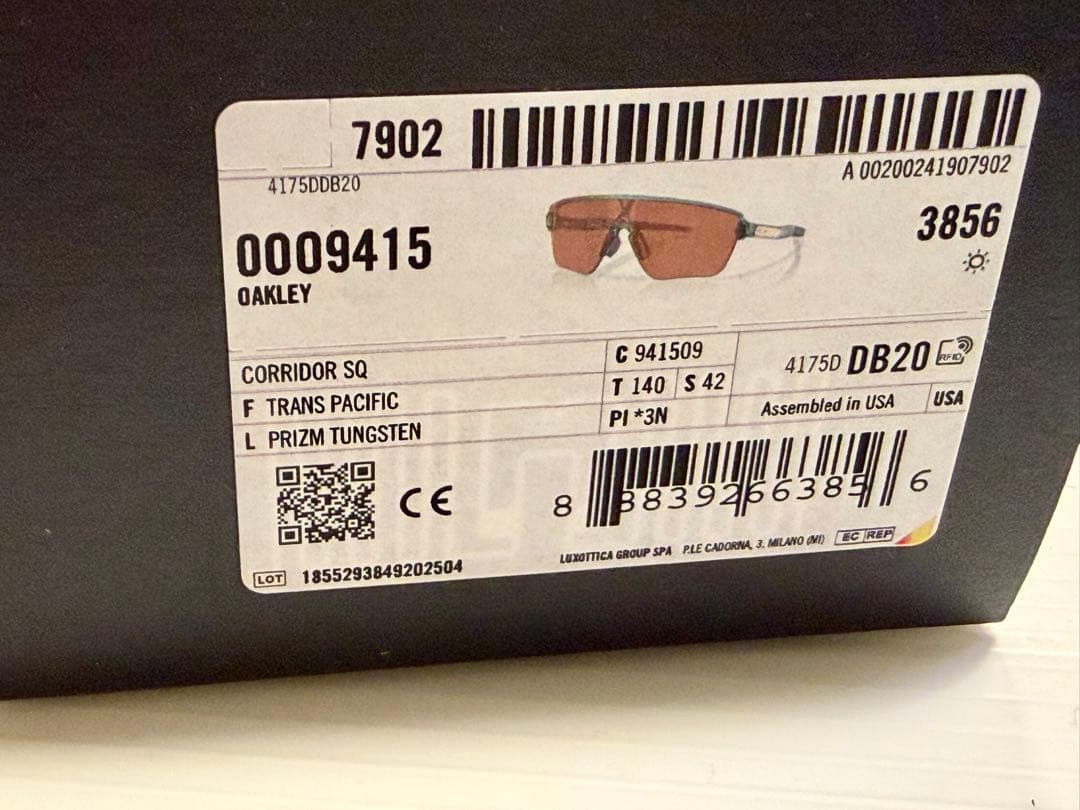 7902
A 00200241907902
4175DDB20
0009415
OAKLEY
3856
CORRIDOR SQ
C 941509
4175D DB20 RFID
F TRANS PACIFIC
T 140 S 42
Assembled in USA USA
L PRIZM TUNGSTEN
PI *3N
CE
8 88392663856 6
LUXOTTICA GROUP SPA P.LE CADORNA, 3. MILANO (MI) EC REP
LOT 1855293849202504